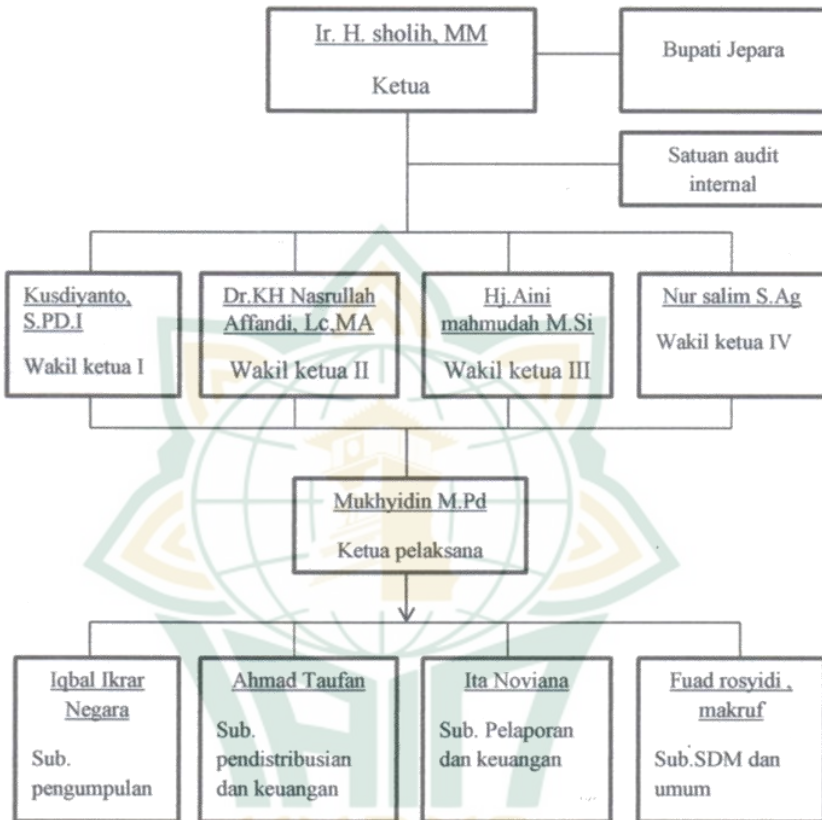 Ir. H. sholih, MM
Ketua
Bupati Jepara
Satuan audit
internal
Kusdiyanto,
S.PD.I
Wakil ketua I
Dr.KH Nasrullah
Affandi, Lc,MA
Wakil ketua II
Hj.Aini
mahmudah M.Si
Wakil ketua III
Nur salim S.Ag
Wakil ketua IV
Mukhyidin M.Pd
Ketua pelaksana
Iqbal Ikrar
Negara
Sub.
pengumpulan
Ahmad Taufan
Sub.
pendistribusian
dan keuangan
Ita Noviana
Sub. Pelaporan
dan keuangan
Fuad rosyidi ,
makruf
Sub.SDM dan
umum